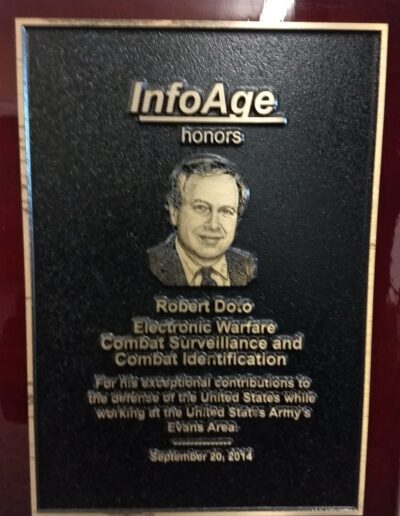 InfoAge
honors
Robert Doto
Electronic Warfare
Combat Surveillance and
Combat Identification
For his exceptional contributions to
the defense of the United States while
working at the United States Army's
Evans Area.
September 20, 2014